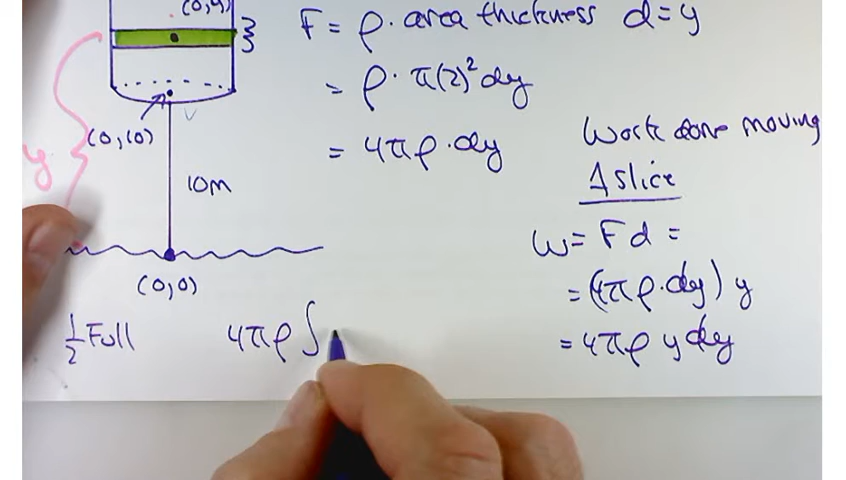 (0,y)
F = ρ · area thickness d = y
= ρ · π(2)² dy
(0,10)
= 4πρ · dy
Work done moving
1 slice
y
10m
W = Fd =
= (4πρ · dy) y
(0,0)
½ Full 4πρ ∫
= 4πρ y dy